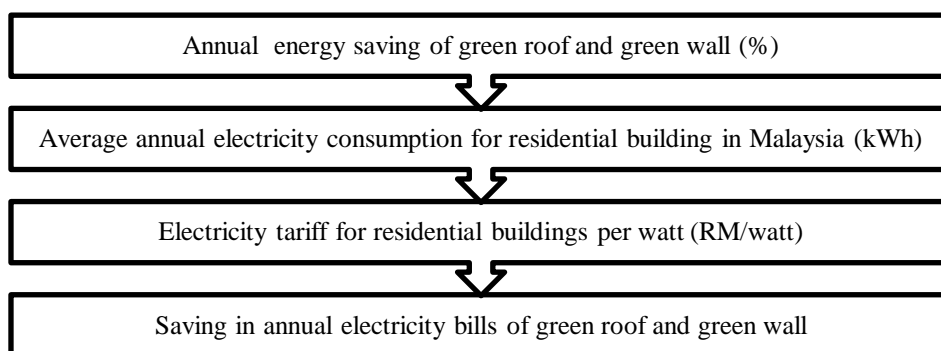 Annual energy saving of green roof and green wall (%)
Average annual electricity consumption for residential building in Malaysia (kWh)
Electricity tariff for residential buildings per watt (RM/watt)
Saving in annual electricity bills of green roof and green wall